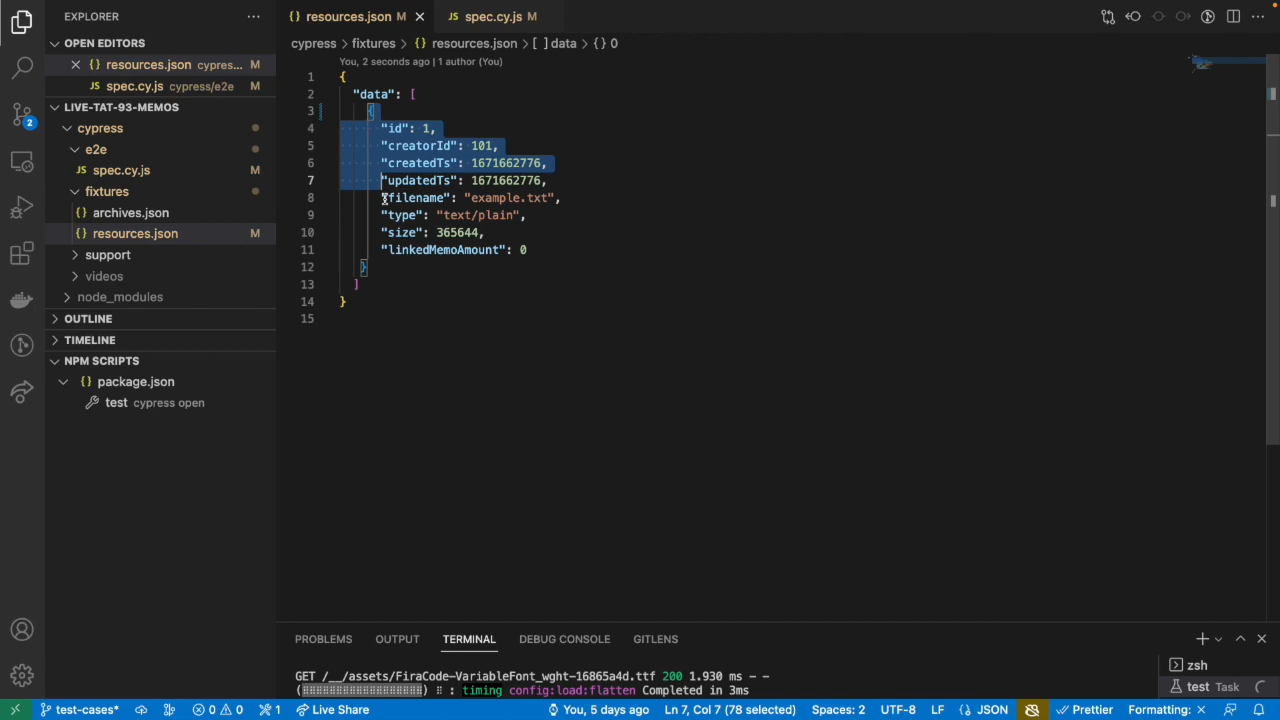 EXPLORER
resources.json M
spec.cy.js M
OPEN EDITORS
resources.json cypres... M
spec.cy.js cypress/e2e M
LIVE-TAT-93-MEMOS
cypress
e2e
spec.cy.js
fixtures
archives.json
resources.json M
support
videos
node_modules
OUTLINE
TIMELINE
NPM SCRIPTS
package.json
test cypress open
2
cypress > fixtures > {} resources.json > [ ] data > {} 0
You, 2 seconds ago | 1 author (You)
1 {
2 "data": [
3 {
4 "id": 1,
5 "creatorId": 101,
6 "createdTs": 1671662776,
7 "updatedTs": 1671662776,
8 "filename": "example.txt",
9 "type": "text/plain",
10 "size": 365644,
11 "linkedMemoAmount": 0
12 }
13 ]
14 }
15
PROBLEMS OUTPUT TERMINAL DEBUG CONSOLE GITLENS
GET /__/assets/FiraCode-VariableFont_wght-16865a4d.ttf 200 1.930 ms - -
timing config:load:flatten Completed in 3ms
zsh
test Task
test-cases* 0 0 1 Live Share You, 5 days ago Ln 7, Col 7 (78 selected) Spaces: 2 UTF-8 LF {} JSON Prettier Formatting: ×